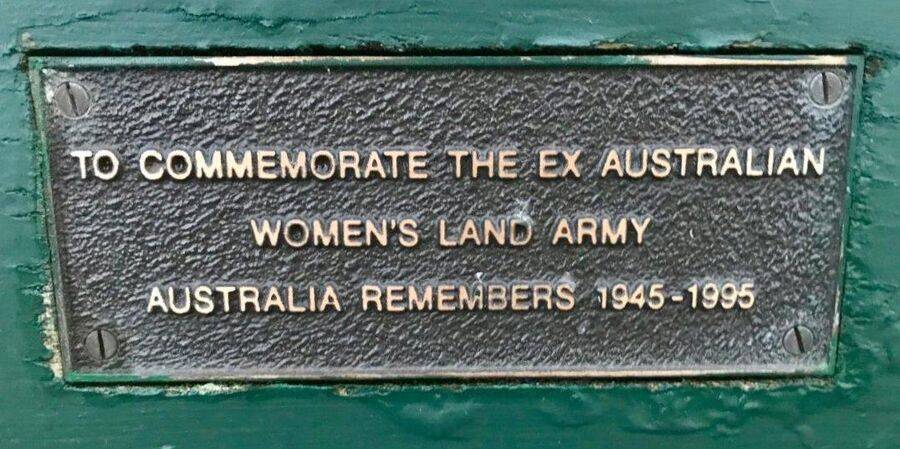 TO COMMEMORATE THE EX AUSTRALIAN
WOMEN'S LAND ARMY
AUSTRALIA REMEMBERS 1945-1995